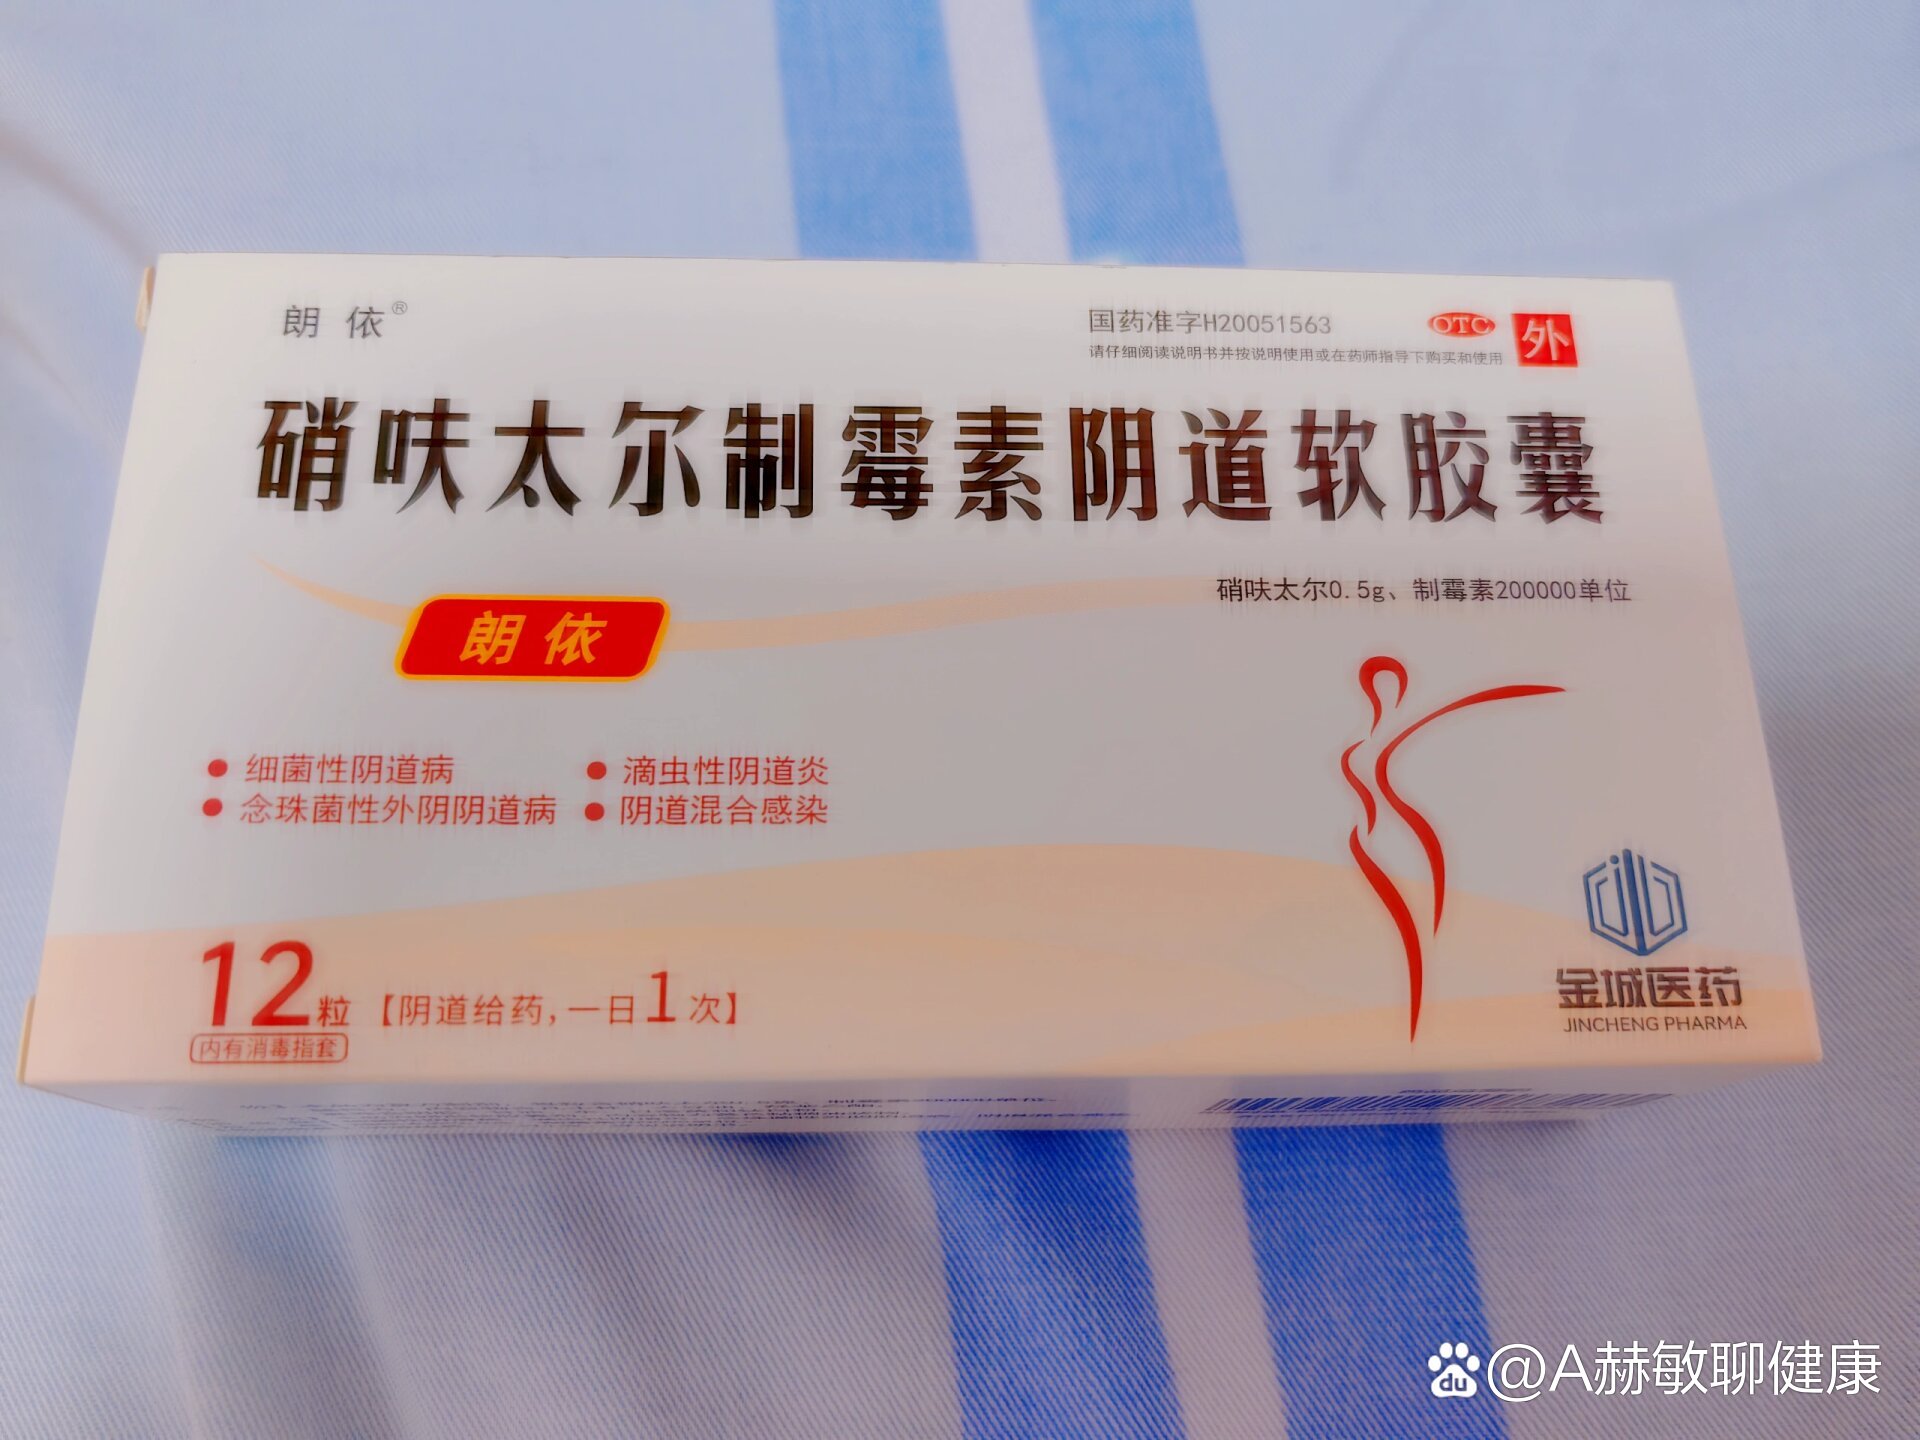 朗依®
国药准字H20051563
OTC
外
请仔细阅读说明书并按说明使用或在药师指导下购买和使用
硝呋太尔制霉素阴道软胶囊
硝呋太尔0.5g、制霉素200000单位
朗依
细菌性阴道病
滴虫性阴道炎
念珠菌性外阴阴道病
阴道混合感染
12粒【阴道给药,一日1次】
内有消毒指套
金城医药
JINCHENG PHARMA
du @A赫敏聊健康